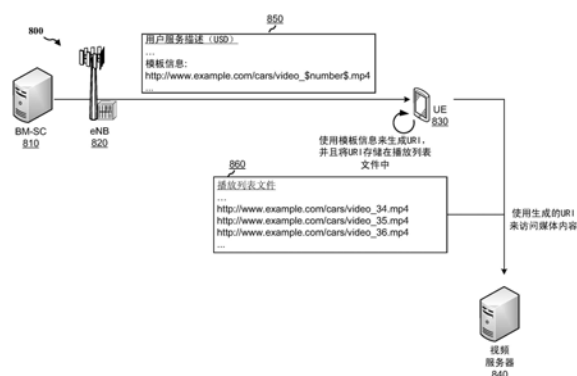 800
850
用户服务描述（USD）
...
模板信息:
http://www.example.com/cars/video_$number$.mp4
...
BM-SC
810
eNB
820
UE
830
使用模板信息来生成URI,
并且将URI存储在播放列表
文件中
860
播放列表文件
...
http://www.example.com/cars/video_34.mp4
http://www.example.com/cars/video_35.mp4
http://www.example.com/cars/video_36.mp4
...
使用生成的URI
来访问媒体内容
视频
服务器
840